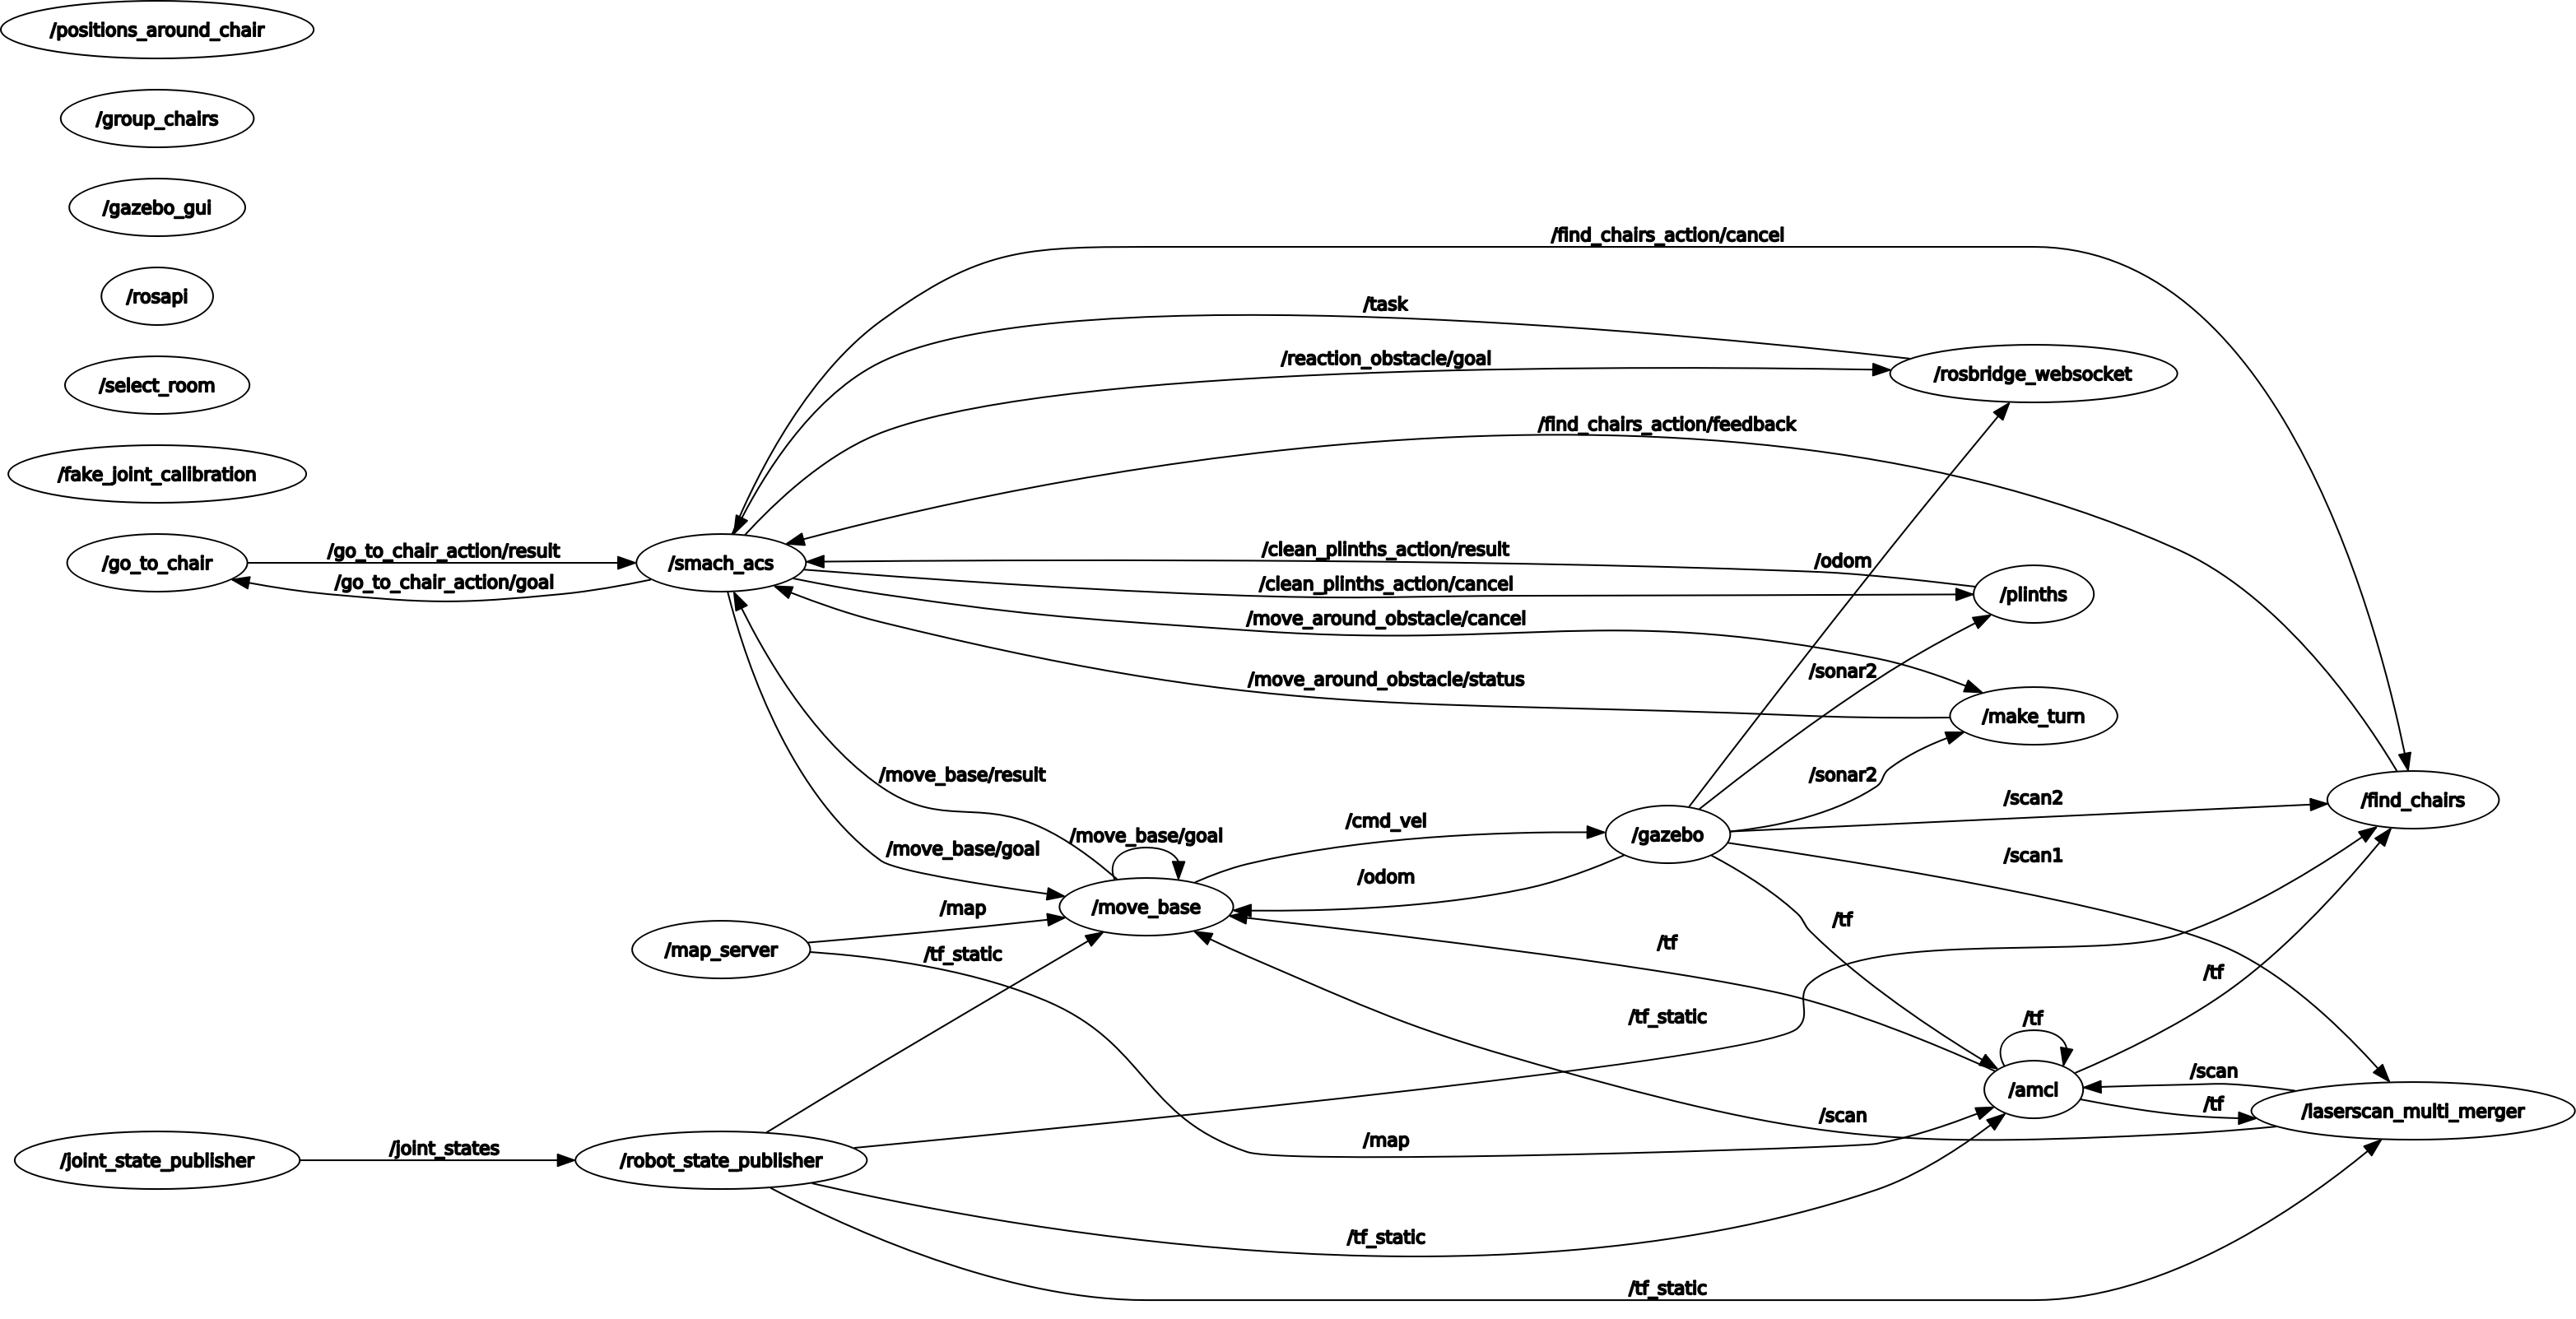 /positions_around_chair
/group_chairs
/gazebo_gui
/find_chairs_action/cancel
/rosapi
/task
/reaction_obstacle/goal
/rosbridge_websocket
/select_room
/find_chairs_action/feedback
/fake_joint_calibration
/go_to_chair
/go_to_chair_action/result
/go_to_chair_action/goal
/smach_acs
/clean_plinths_action/result
/odom
/clean_plinths_action/cancel
/plinths
/move_around_obstacle/cancel
/sonar2
/move_around_obstacle/status
/make_turn
/move_base/result
/sonar2
/scan2
/find_chairs
/move_base/goal
/move_base/goal
/cmd_vel
/gazebo
/scan1
/odom
/move_base
/map
/tf
/map_server
/tf_static
/tf
/tf
/tf_static
/tf
/scan
/amcl
/tf
/laserscan_multi_merger
/scan
/map
/joint_state_publisher
/joint_states
/robot_state_publisher
/tf_static
/tf_static